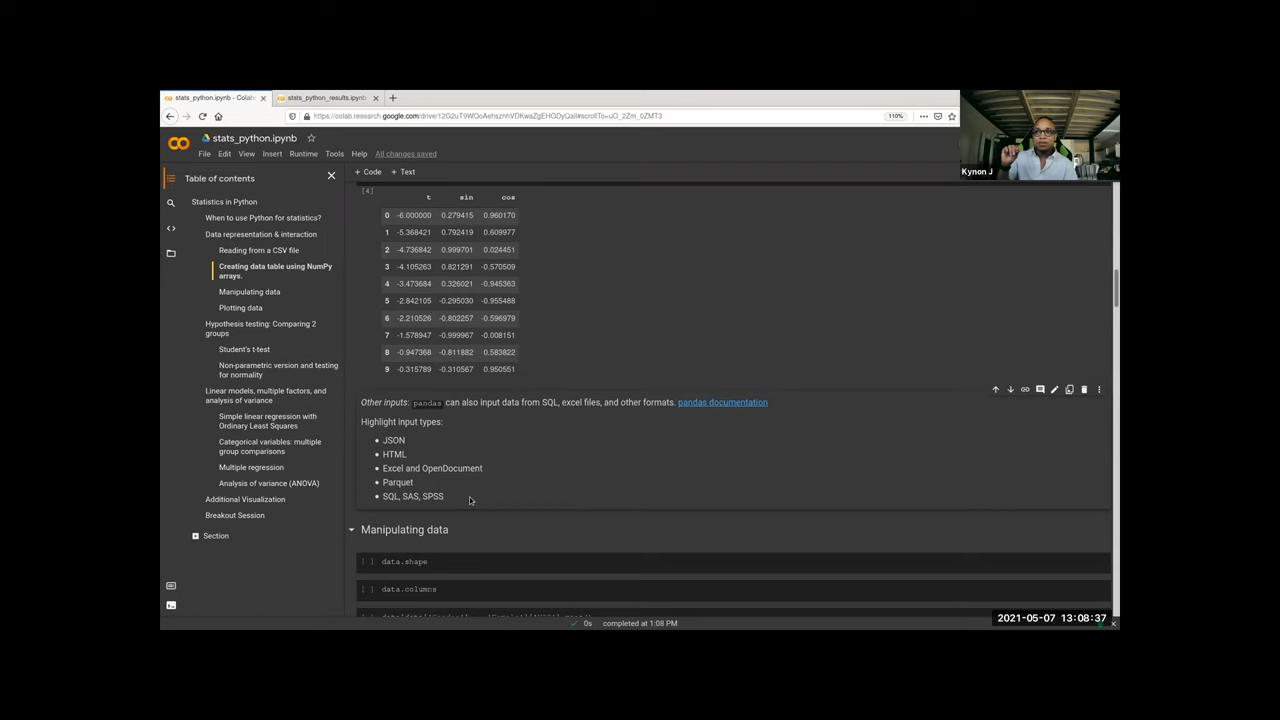 stats_python.ipynb - Colab
stats_python_results.ipynb
https://colab.research.google.com/drive/12G2uT9WOoAehsznhVDKwaZgEHGDyQail#scrollTo=uO_2Zm_0ZMT3
110%
Kynon J
stats_python.ipynb
File Edit View Insert Runtime Tools Help All changes saved
+ Code + Text
Table of contents
Statistics in Python
When to use Python for statistics?
Data representation & interaction
Reading from a CSV file
Creating data table using NumPy
arrays.
Manipulating data
Plotting data
Hypothesis testing: Comparing 2
groups
Student's t-test
Non-parametric version and testing
for normality
Linear models, multiple factors, and
analysis of variance
Simple linear regression with
Ordinary Least Squares
Categorical variables: multiple
group comparisons
Multiple regression
Analysis of variance (ANOVA)
Additional Visualization
Breakout Session
Section
[4]
t sin cos
0 -6.000000 0.279415 0.960170
1 -5.368421 0.792419 0.609977
2 -4.736842 0.999701 0.024451
3 -4.105263 0.821291 -0.570509
4 -3.473684 0.326021 -0.945363
5 -2.842105 -0.295030 -0.955488
6 -2.210526 -0.802257 -0.596979
7 -1.578947 -0.999967 -0.008151
8 -0.947368 -0.811882 0.583822
9 -0.315789 -0.310567 0.950551
Other inputs: pandas can also input data from SQL, excel files, and other formats. pandas documentation
Highlight input types:
• JSON
• HTML
• Excel and OpenDocument
• Parquet
• SQL, SAS, SPSS
Manipulating data
[ ] data.shape
[ ] data.columns
0s completed at 1:08 PM
2021-05-07 13:08:37